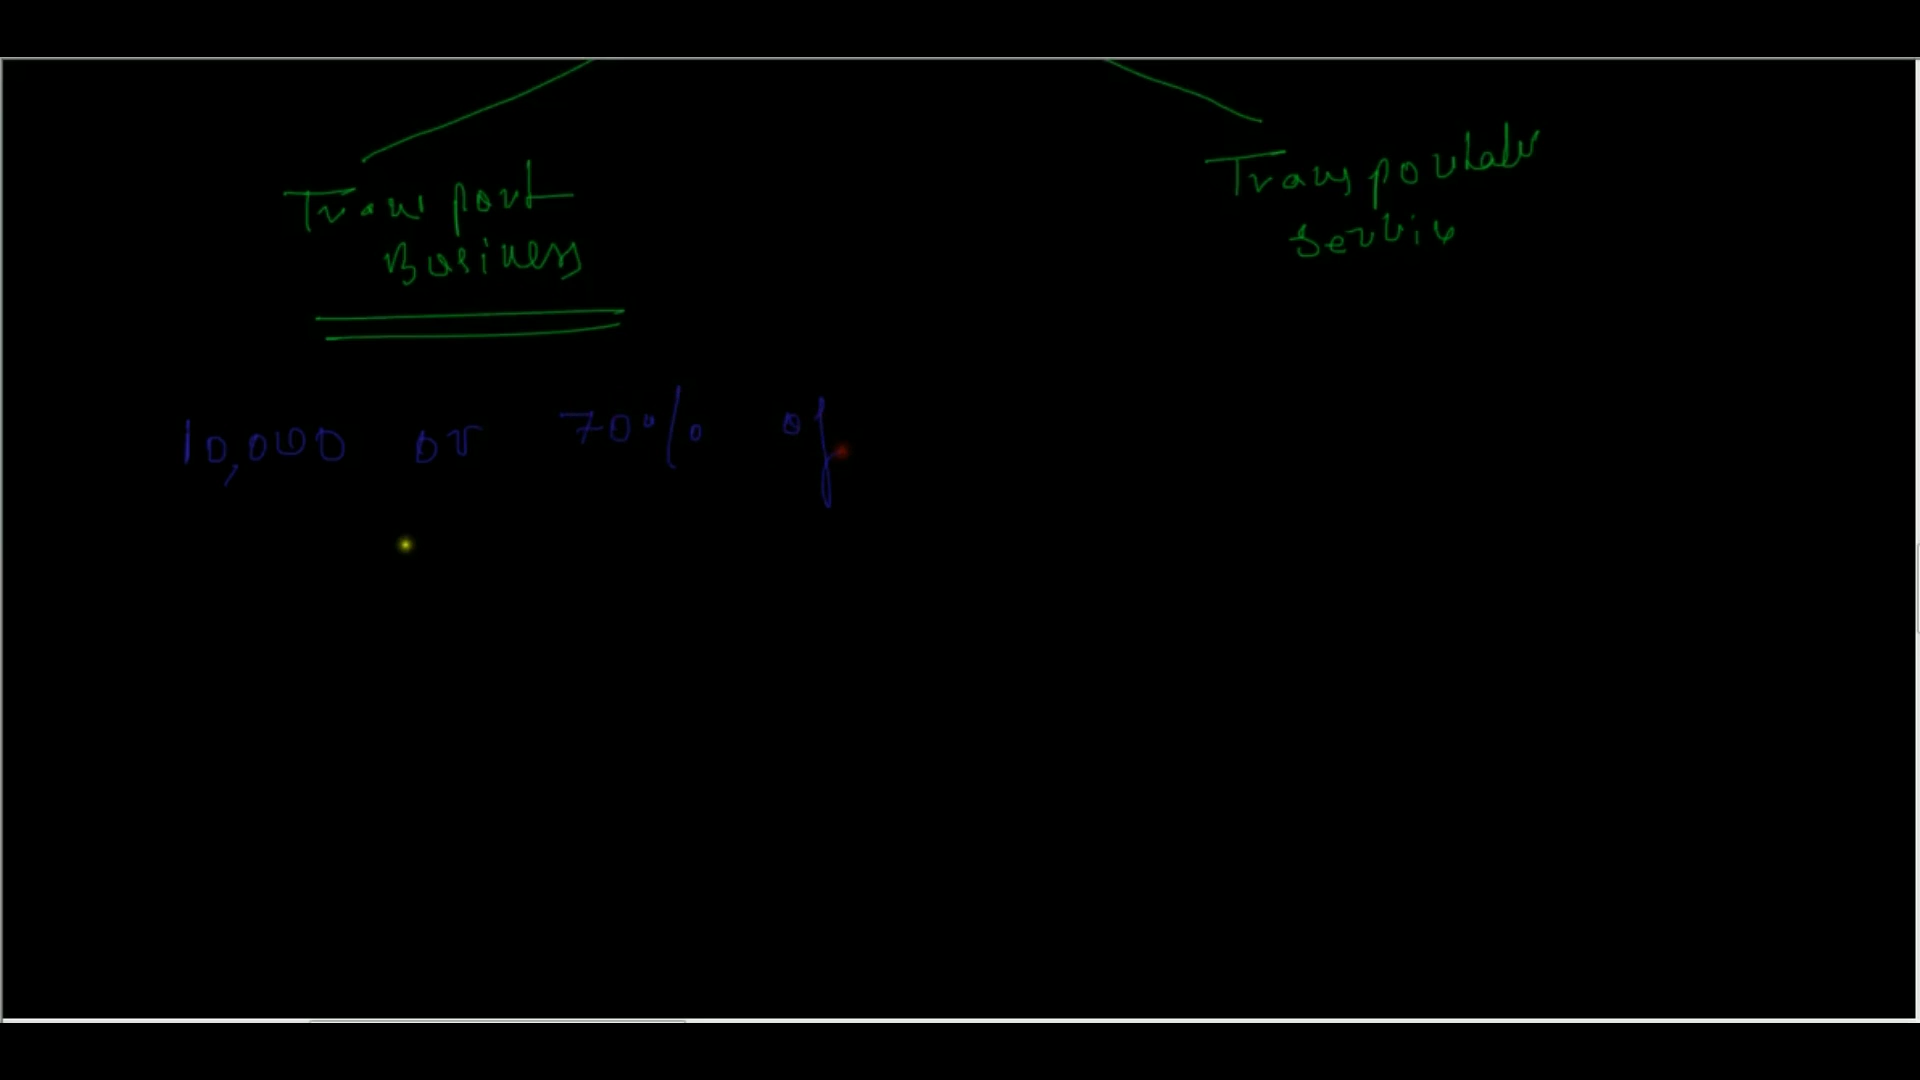 Transport
Business
Transportation
Service
10,000 or 70% of